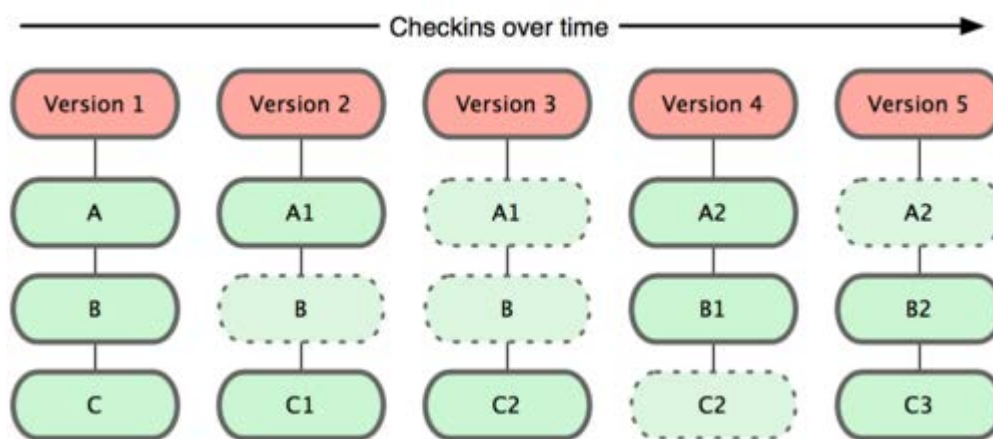 Checkins over time
Version 1 Version 2 Version 3 Version 4 Version 5
A A1 A1 A2 A2
B B B B1 B2
C C1 C2 C2 C3